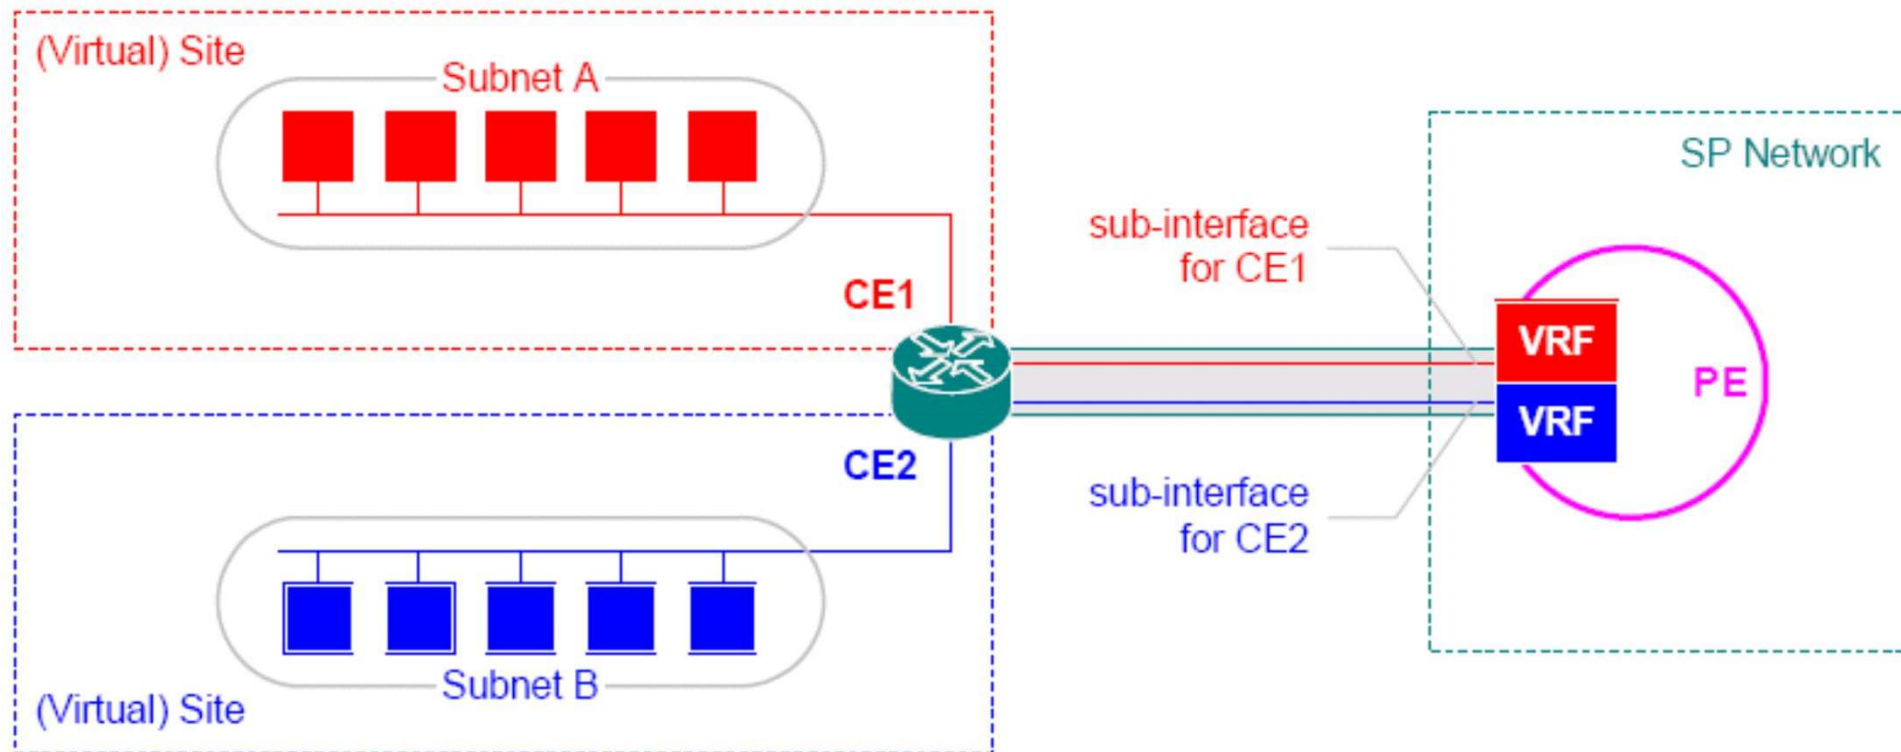 (Virtual) Site
Subnet A
SP Network
sub-interface
for CE1
CE1
VRF
PE
VRF
CE2
sub-interface
for CE2
Subnet B
(Virtual) Site